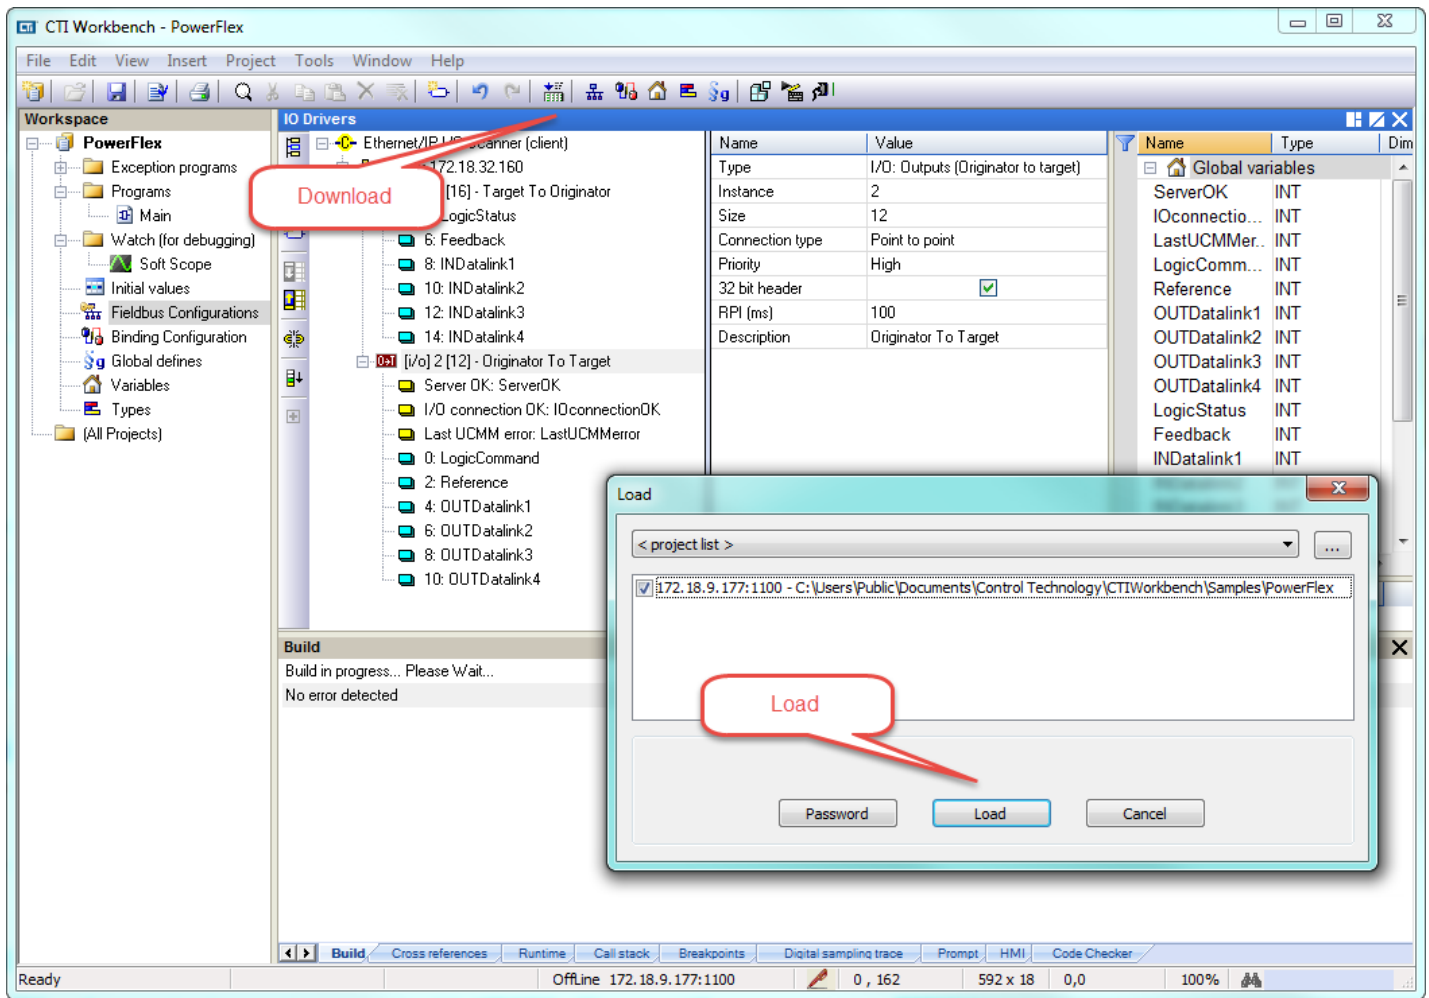 CTI Workbench - PowerFlex
File Edit View Insert Project Tools Window Help
Workspace
PowerFlex
Exception programs
Programs
Main
Watch (for debugging)
Soft Scope
Initial values
Fieldbus Configurations
Binding Configuration
Global defines
Variables
Types
(All Projects)
IO Drivers
Ethernet/IP I/O Scanner (client)
172.18.32.160
[16] - Target To Originator
LogicStatus
6: Feedback
8: INDatalink1
10: INDatalink2
12: INDatalink3
14: INDatalink4
[i/o] 2 [12] - Originator To Target
Server OK: ServerOK
I/O connection OK: IOconnectionOK
Last UCMM error: LastUCMMerror
0: LogicCommand
2: Reference
4: OUTDatalink1
6: OUTDatalink2
8: OUTDatalink3
10: OUTDatalink4
Download
Name Value
Type I/O: Outputs (Originator to target)
Instance 2
Size 12
Connection type Point to point
Priority High
32 bit header
RPI (ms) 100
Description Originator To Target
Name Type Dim
Global variables
ServerOK INT
IOconnectio... INT
LastUCMMer.. INT
LogicComm... INT
Reference INT
OUTDatalink1 INT
OUTDatalink2 INT
OUTDatalink3 INT
OUTDatalink4 INT
LogicStatus INT
Feedback INT
INDatalink1 INT
Load
< project list >
...
172.18.9.177:1100 - C:\Users\Public\Documents\Control Technology\CTIWorkbench\Samples\PowerFlex
Load
Password Load Cancel
Build
Build in progress... Please Wait...
No error detected
Build Cross references Runtime Call stack Breakpoints Digital sampling trace Prompt HMI Code Checker
Ready OffLine 172.18.9.177:1100 0 , 162 592 x 18 0,0 100%